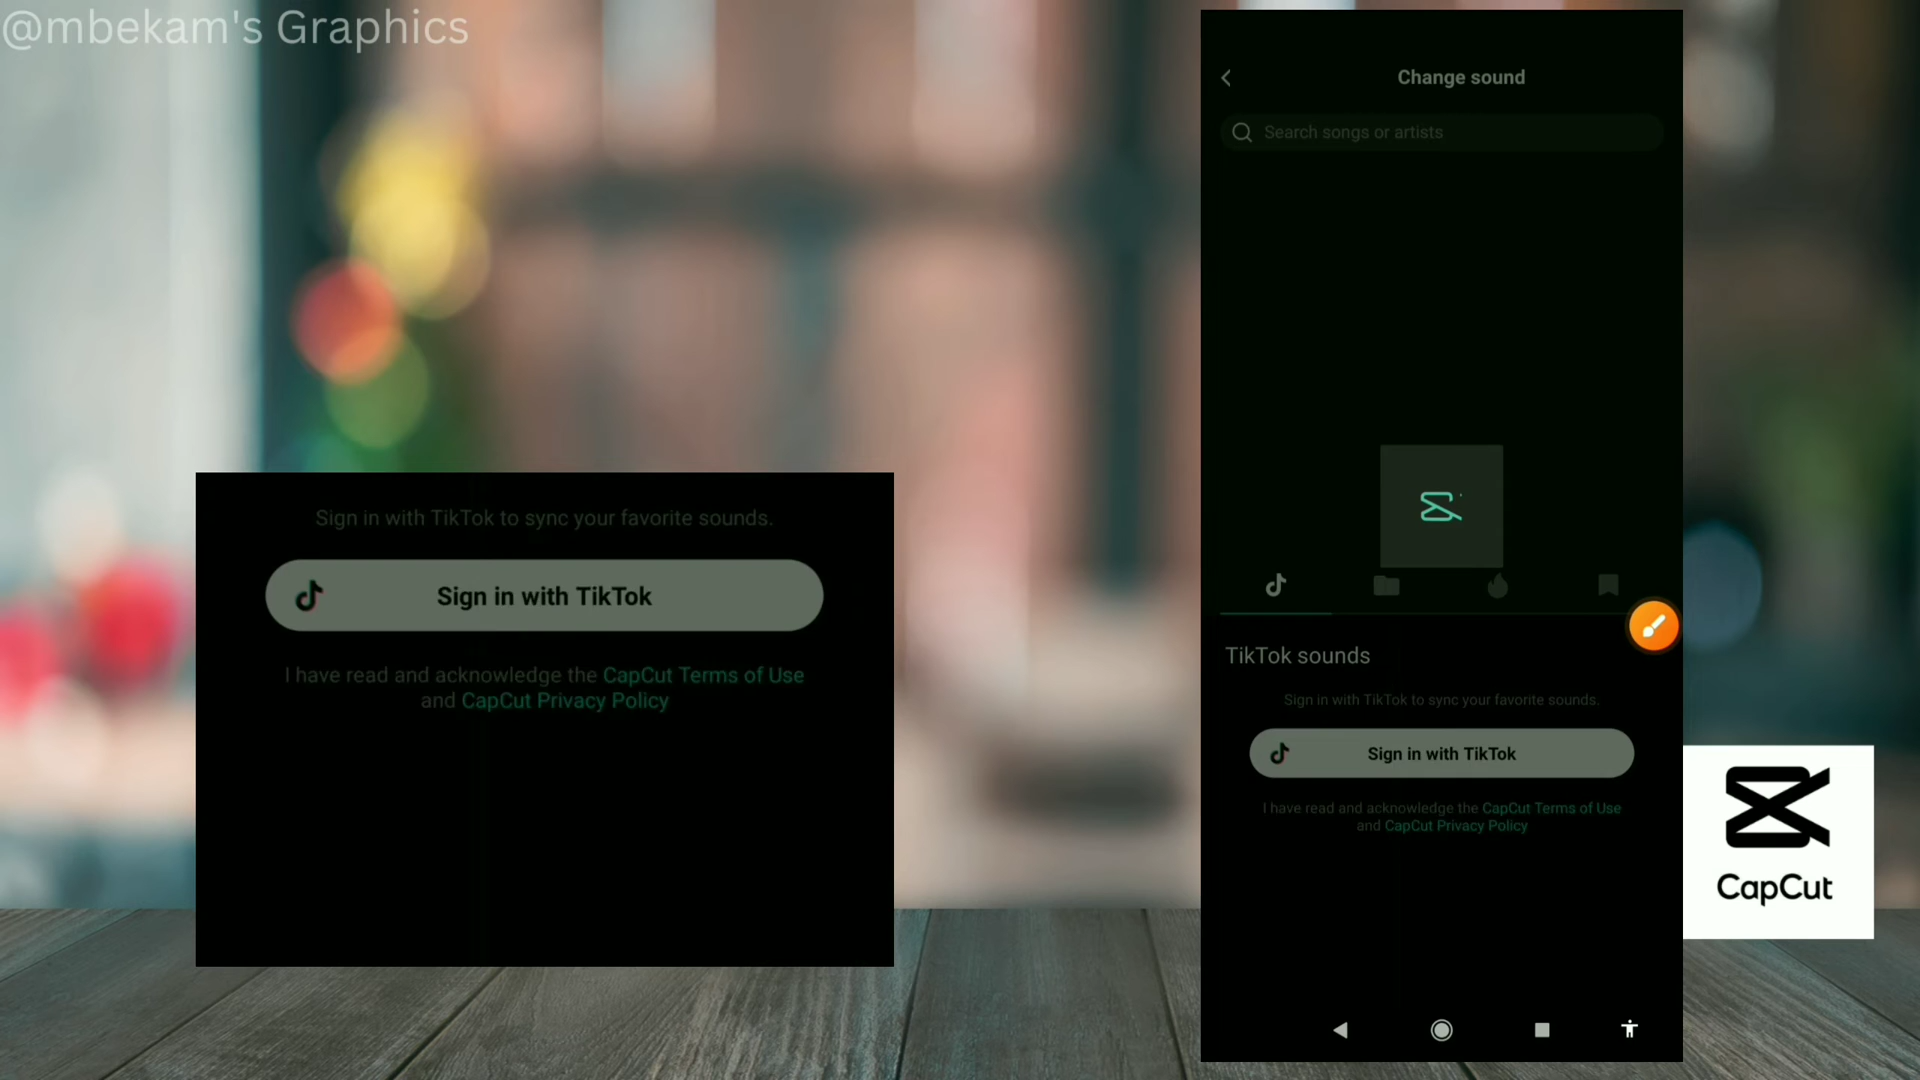 @mbekam's Graphics
Change sound
Search songs or artists
TikTok sounds
Sign in with TikTok to sync your favorite sounds.
Sign in with TikTok
I have read and acknowledge the CapCut Terms of Use
and CapCut Privacy Policy
Sign in with TikTok to sync your favorite sounds.
Sign in with TikTok
I have read and acknowledge the CapCut Terms of Use
and CapCut Privacy Policy
CapCut